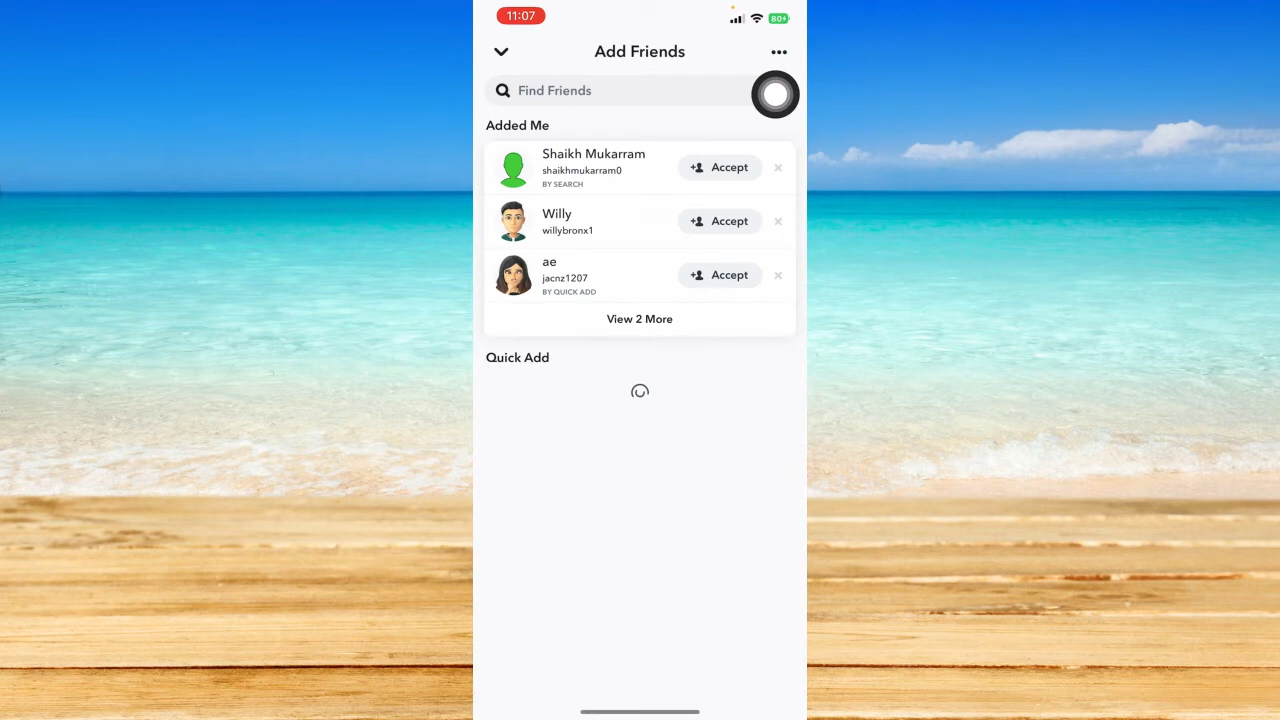 11:07
80
Add Friends
Find Friends
Added Me
Shaikh Mukarram
shaikhmukarram0
BY SEARCH
Accept
Willy
willybronx1
Accept
ae
jacnz1207
BY QUICK ADD
Accept
View 2 More
Quick Add